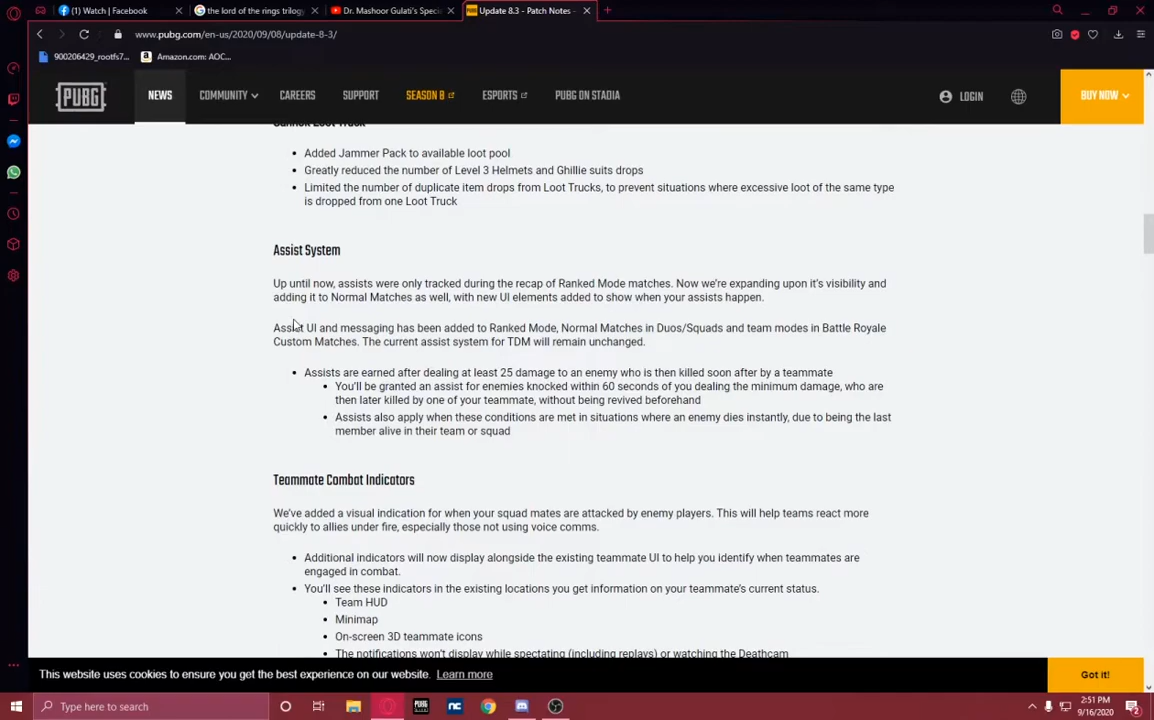 (1) Watch | Facebook
the lord of the rings trilogy
Dr. Mashoor Gulati's Speci
Update 8.3 - Patch Notes -
www.pubg.com/en-us/2020/09/08/update-8-3/
900206429_rootfs7...
Amazon.com: AOC...
PUBG
NEWS
COMMUNITY
CAREERS
SUPPORT
SEASON 8
ESPORTS
PUBG ON STADIA
LOGIN
BUY NOW
Sanhok Loot Truck
Added Jammer Pack to available loot pool
Greatly reduced the number of Level 3 Helmets and Ghillie suits drops
Limited the number of duplicate item drops from Loot Trucks, to prevent situations where excessive loot of the same type
is dropped from one Loot Truck
Assist System
Up until now, assists were only tracked during the recap of Ranked Mode matches. Now we're expanding upon it's visibility and
adding it to Normal Matches as well, with new UI elements added to show when your assists happen.
Assist UI and messaging has been added to Ranked Mode, Normal Matches in Duos/Squads and team modes in Battle Royale
Custom Matches. The current assist system for TDM will remain unchanged.
Assists are earned after dealing at least 25 damage to an enemy who is then killed soon after by a teammate
You'll be granted an assist for enemies knocked within 60 seconds of you dealing the minimum damage, who are
then later killed by one of your teammate, without being revived beforehand
Assists also apply when these conditions are met in situations where an enemy dies instantly, due to being the last
member alive in their team or squad
Teammate Combat Indicators
We've added a visual indication for when your squad mates are attacked by enemy players. This will help teams react more
quickly to allies under fire, especially those not using voice comms.
Additional indicators will now display alongside the existing teammate UI to help you identify when teammates are
engaged in combat.
You'll see these indicators in the existing locations you get information on your teammate's current status.
Team HUD
Minimap
On-screen 3D teammate icons
The notifications won't display while spectating (including replays) or watching the Deathcam
This website uses cookies to ensure you get the best experience on our website. Learn more
Got it!
Type here to search
2:51 PM
9/16/2020
2